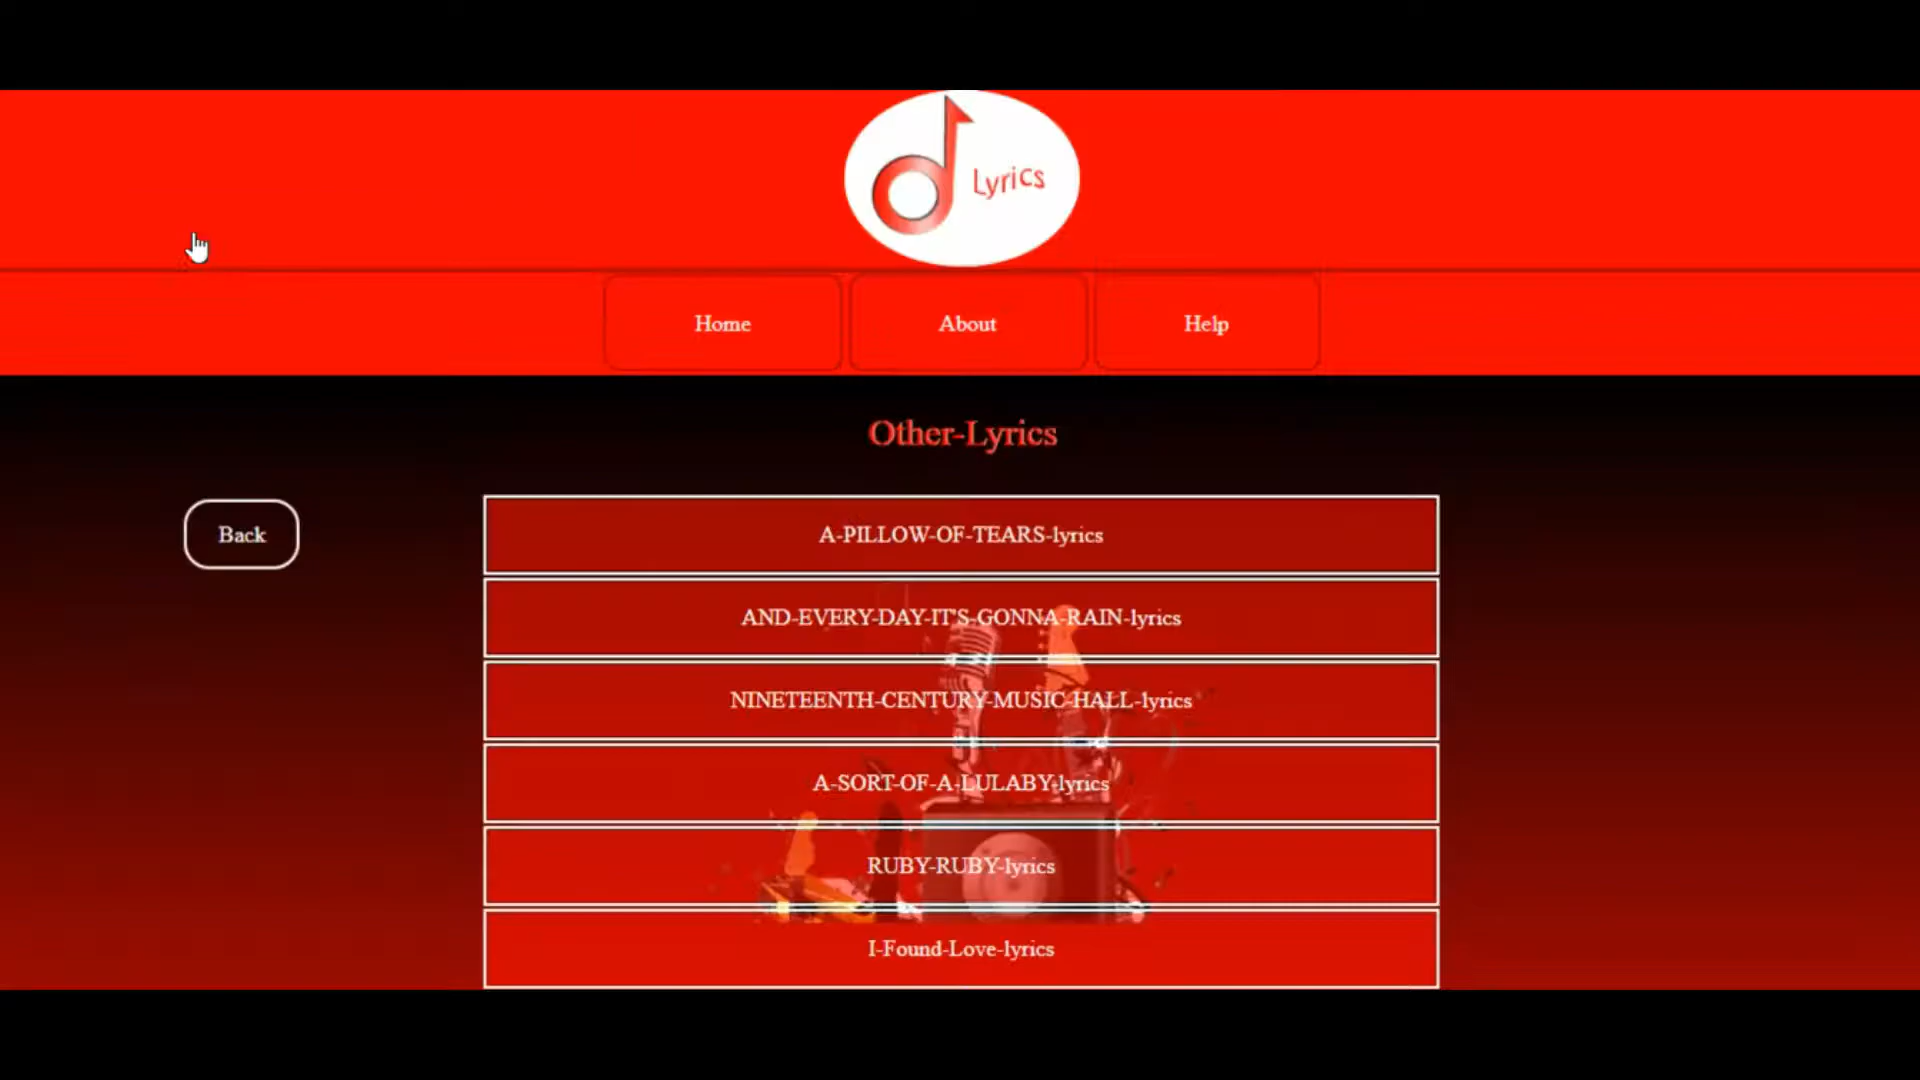 Lyrics
Home
About
Help
Other-Lyrics
Back
A-PILLOW-OF-TEARS-lyrics
AND-EVERY-DAY-IT'S-GONNA-RAIN-lyrics
NINETEENTH-CENTURY-MUSIC-HALL-lyrics
A-SORT-OF-A-LULABY-lyrics
RUBY-RUBY-lyrics
I-Found-Love-lyrics